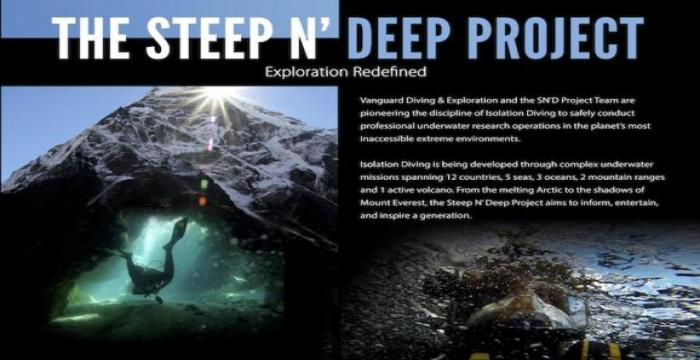 THE STEEP N' DEEP PROJECT
Exploration Redefined
Vanguard Diving & Exploration and the SN'D Project Team are
pioneering the discipline of Isolation Diving to safely conduct
professional underwater research operations in the planet's most
inaccessible extreme environments.
Isolation Diving is being developed through complex underwater
missions spanning 12 countries, 5 seas, 3 oceans, 2 mountain ranges
and 1 active volcano. From the melting Arctic to the shadows of
Mount Everest, the Steep N' Deep Project aims to inform, entertain,
and inspire a generation.